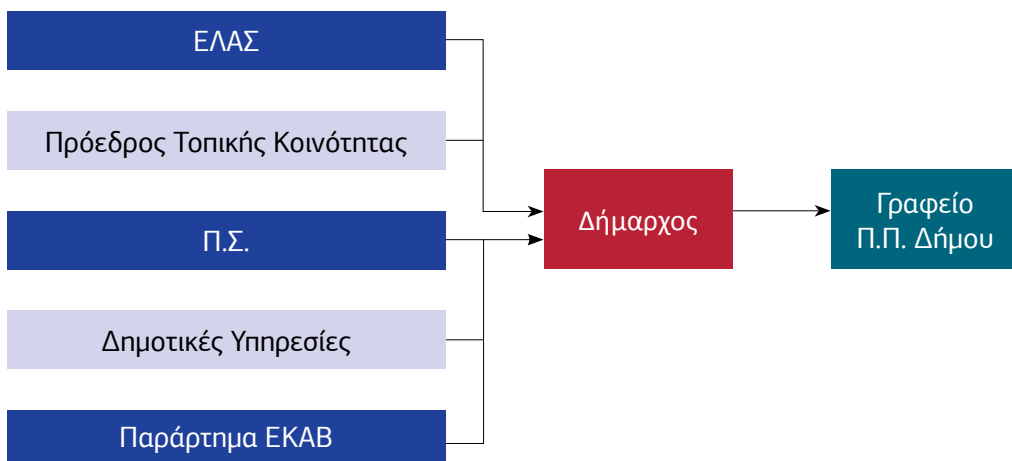 ΕΛΑΣ
Πρόεδρος Τοπικής Κοινότητας
Π.Σ.
Δημοτικές Υπηρεσίες
Παράρτημα ΕΚΑΒ
Δήμαρχος
Γραφείο
Π.Π. Δήμου